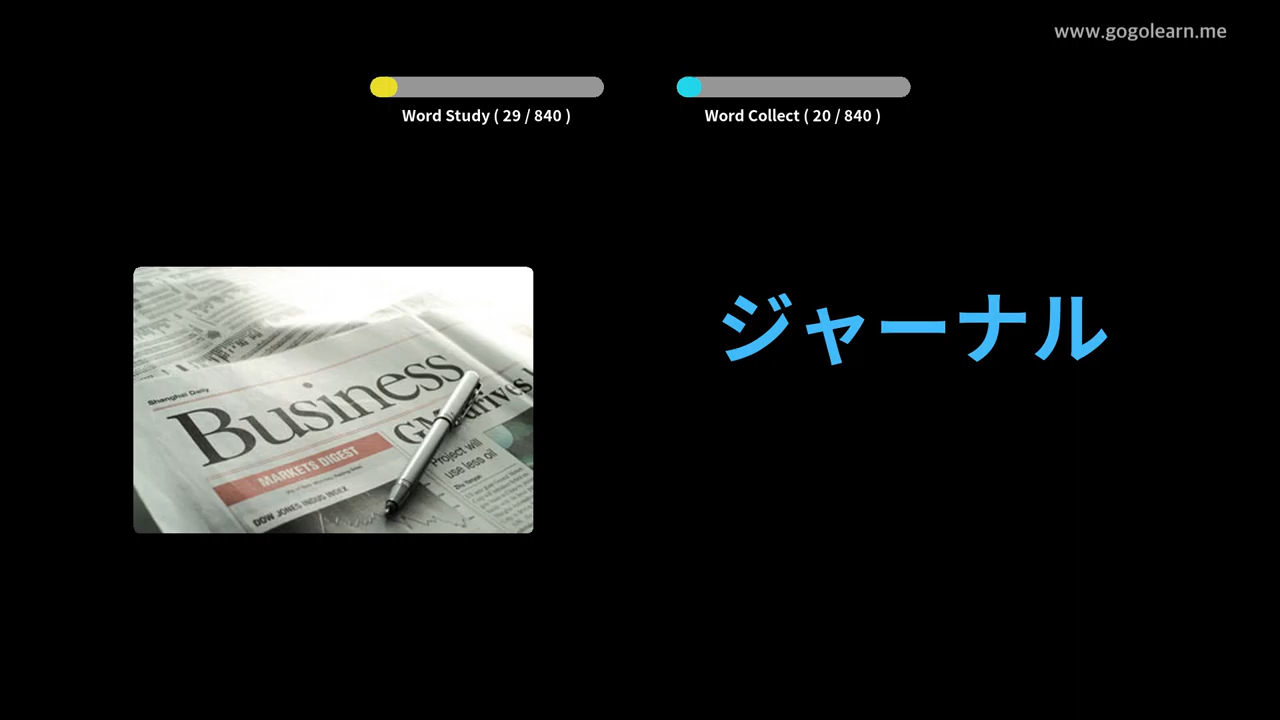 www.gogolearn.me
Word Study ( 29 / 840 )
Word Collect ( 20 / 840 )
ジャーナル
Shanghai Daily
Business
MARKETS DIGEST
DOW JONES INDUS INDEX
GM
Project will
use less oil